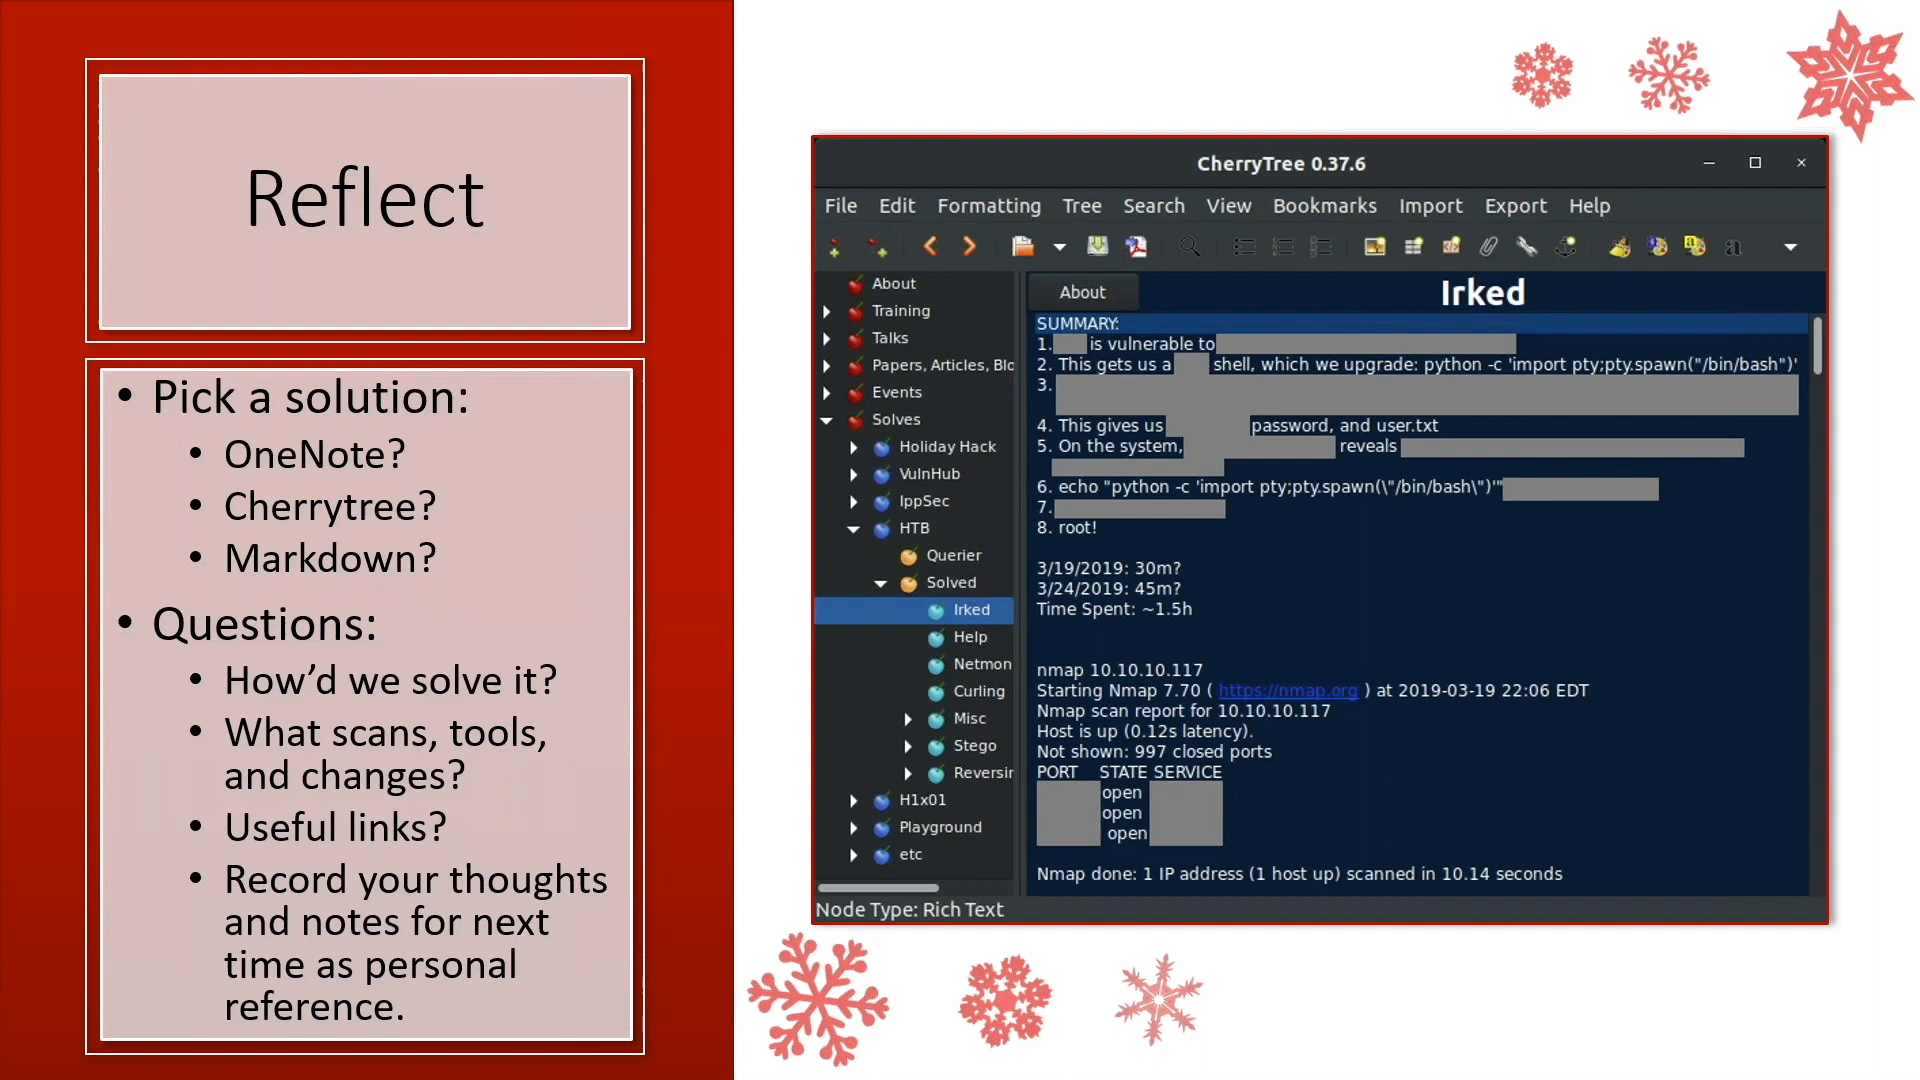 Reflect
• Pick a solution:
• OneNote?
• Cherrytree?
• Markdown?
• Questions:
• How’d we solve it?
• What scans, tools,
and changes?
• Useful links?
• Record your thoughts
and notes for next
time as personal
reference.
CherryTree 0.37.6
File Edit Formatting Tree Search View Bookmarks Import Export Help
About
Training
Talks
Papers, Articles, Blo
Events
Solves
Holiday Hack
VulnHub
IppSec
HTB
Querier
Solved
Irked
Help
Netmon
Curling
Misc
Stego
Reversin
H1x01
Playground
etc
About
Irked
SUMMARY:
1. is vulnerable to
2. This gets us a shell, which we upgrade: python -c 'import pty;pty.spawn("/bin/bash")'
3.
4. This gives us password, and user.txt
5. On the system, reveals
6. echo "python -c 'import pty;pty.spawn(\"/bin/bash\")'"
7.
8. root!
3/19/2019: 30m?
3/24/2019: 45m?
Time Spent: ~1.5h
nmap 10.10.10.117
Starting Nmap 7.70 ( https://nmap.org ) at 2019-03-19 22:06 EDT
Nmap scan report for 10.10.10.117
Host is up (0.12s latency).
Not shown: 997 closed ports
PORT STATE SERVICE
open
open
open
Nmap done: 1 IP address (1 host up) scanned in 10.14 seconds
Node Type: Rich Text